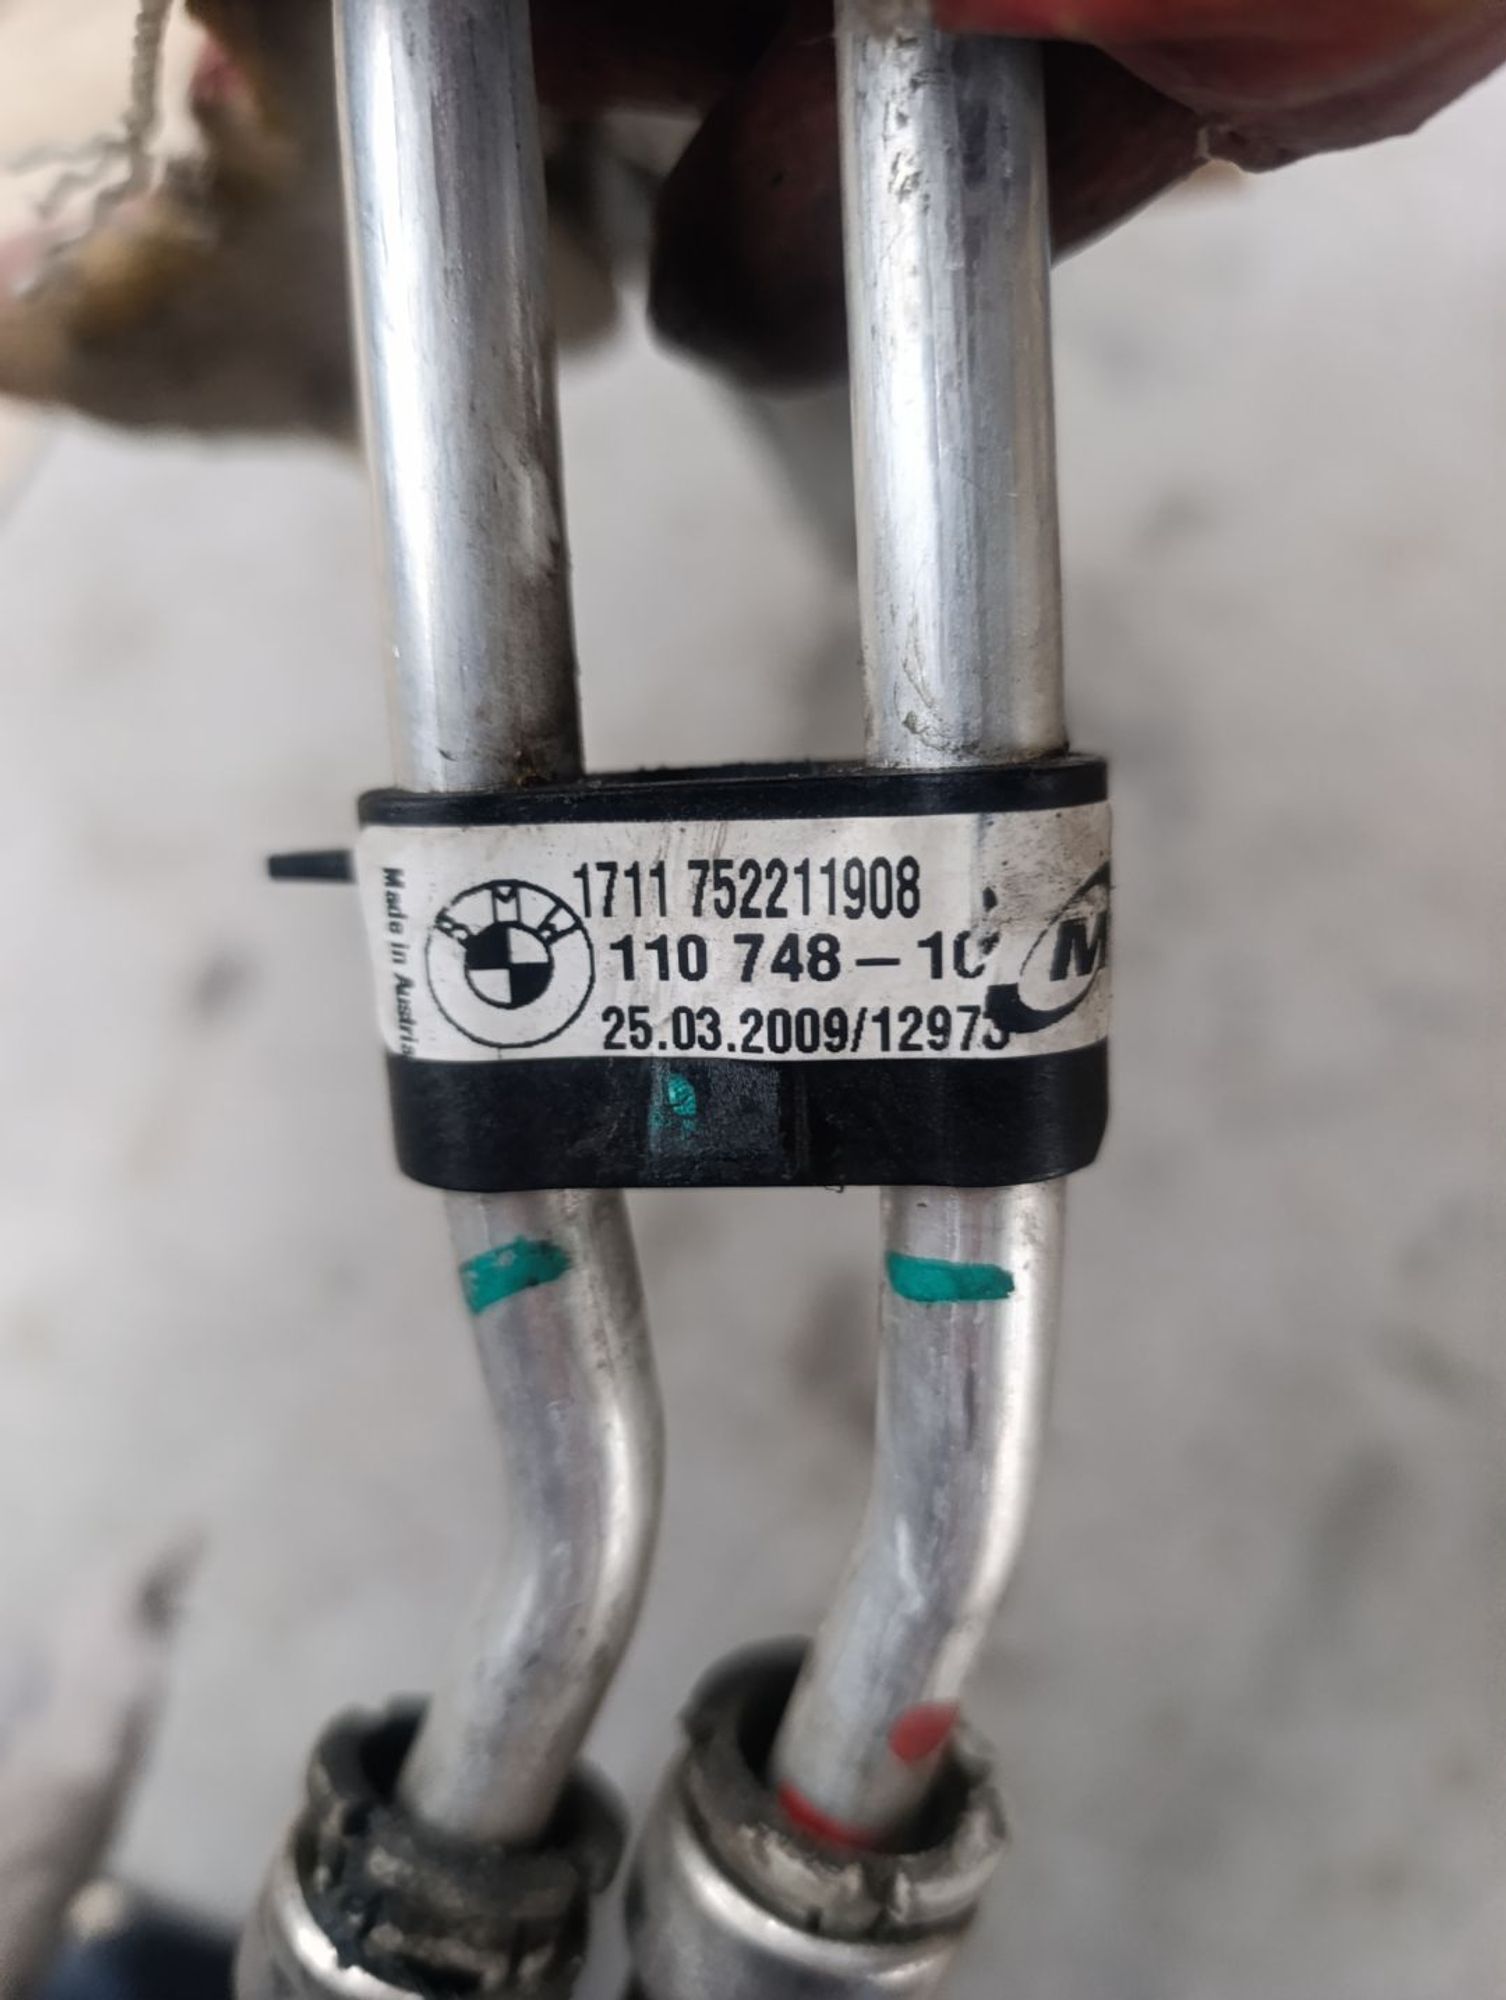 Made in Austria
BMW
1711 752211908
110 748-10
25.03.2009/12973
M